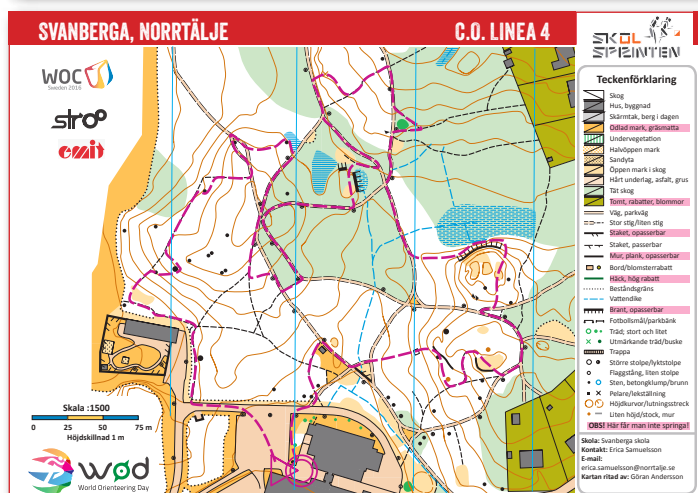 SVANBERGA, NORRTÄLJE
C.O. LINEA 4
SKOL
SPRINTEN
WOC
Sweden 2016
stroo
emit
Teckenförklaring
Skog
Hus, byggnad
Skärmtak, berg i dagen
Odlad mark, gräsmatta
Undervegetation
Halvöppen mark
Sandyta
Öppen mark i skog
Hårt underlag, asfalt, grus
Tät skog
Tomt, rabatter, blommor
Väg, parkväg
Stor stig/liten stig
Staket, opasserbar
Staket, passerbar
Mur, plank, opasserbar
Bord/blomsterrabatt
Häck, hög rabatt
Beståndsgräns
Vattendike
Brant, opasserbar
Fotbollsmål/parkbänk
Träd; stort och litet
Utmärkande träd/buske
Trappa
Större stolpe/lyktstolpe
Flaggstång, liten stolpe
Sten, betongklump/brunn
Pelare/lekställning
Höjdkurvor/lutningsstreck
Liten höjd/stock, mur
OBS! Här får man inte springa!
Skola: Svanberga skola
Kontakt: Erica Samuelsson
E-mail:
erica.samuelsson@norrtalje.se
Kartan ritad av: Göran Andersson
Skala :1500
0 25 50 75 m
Höjdskillnad 1 m
wod
World Orienteering Day